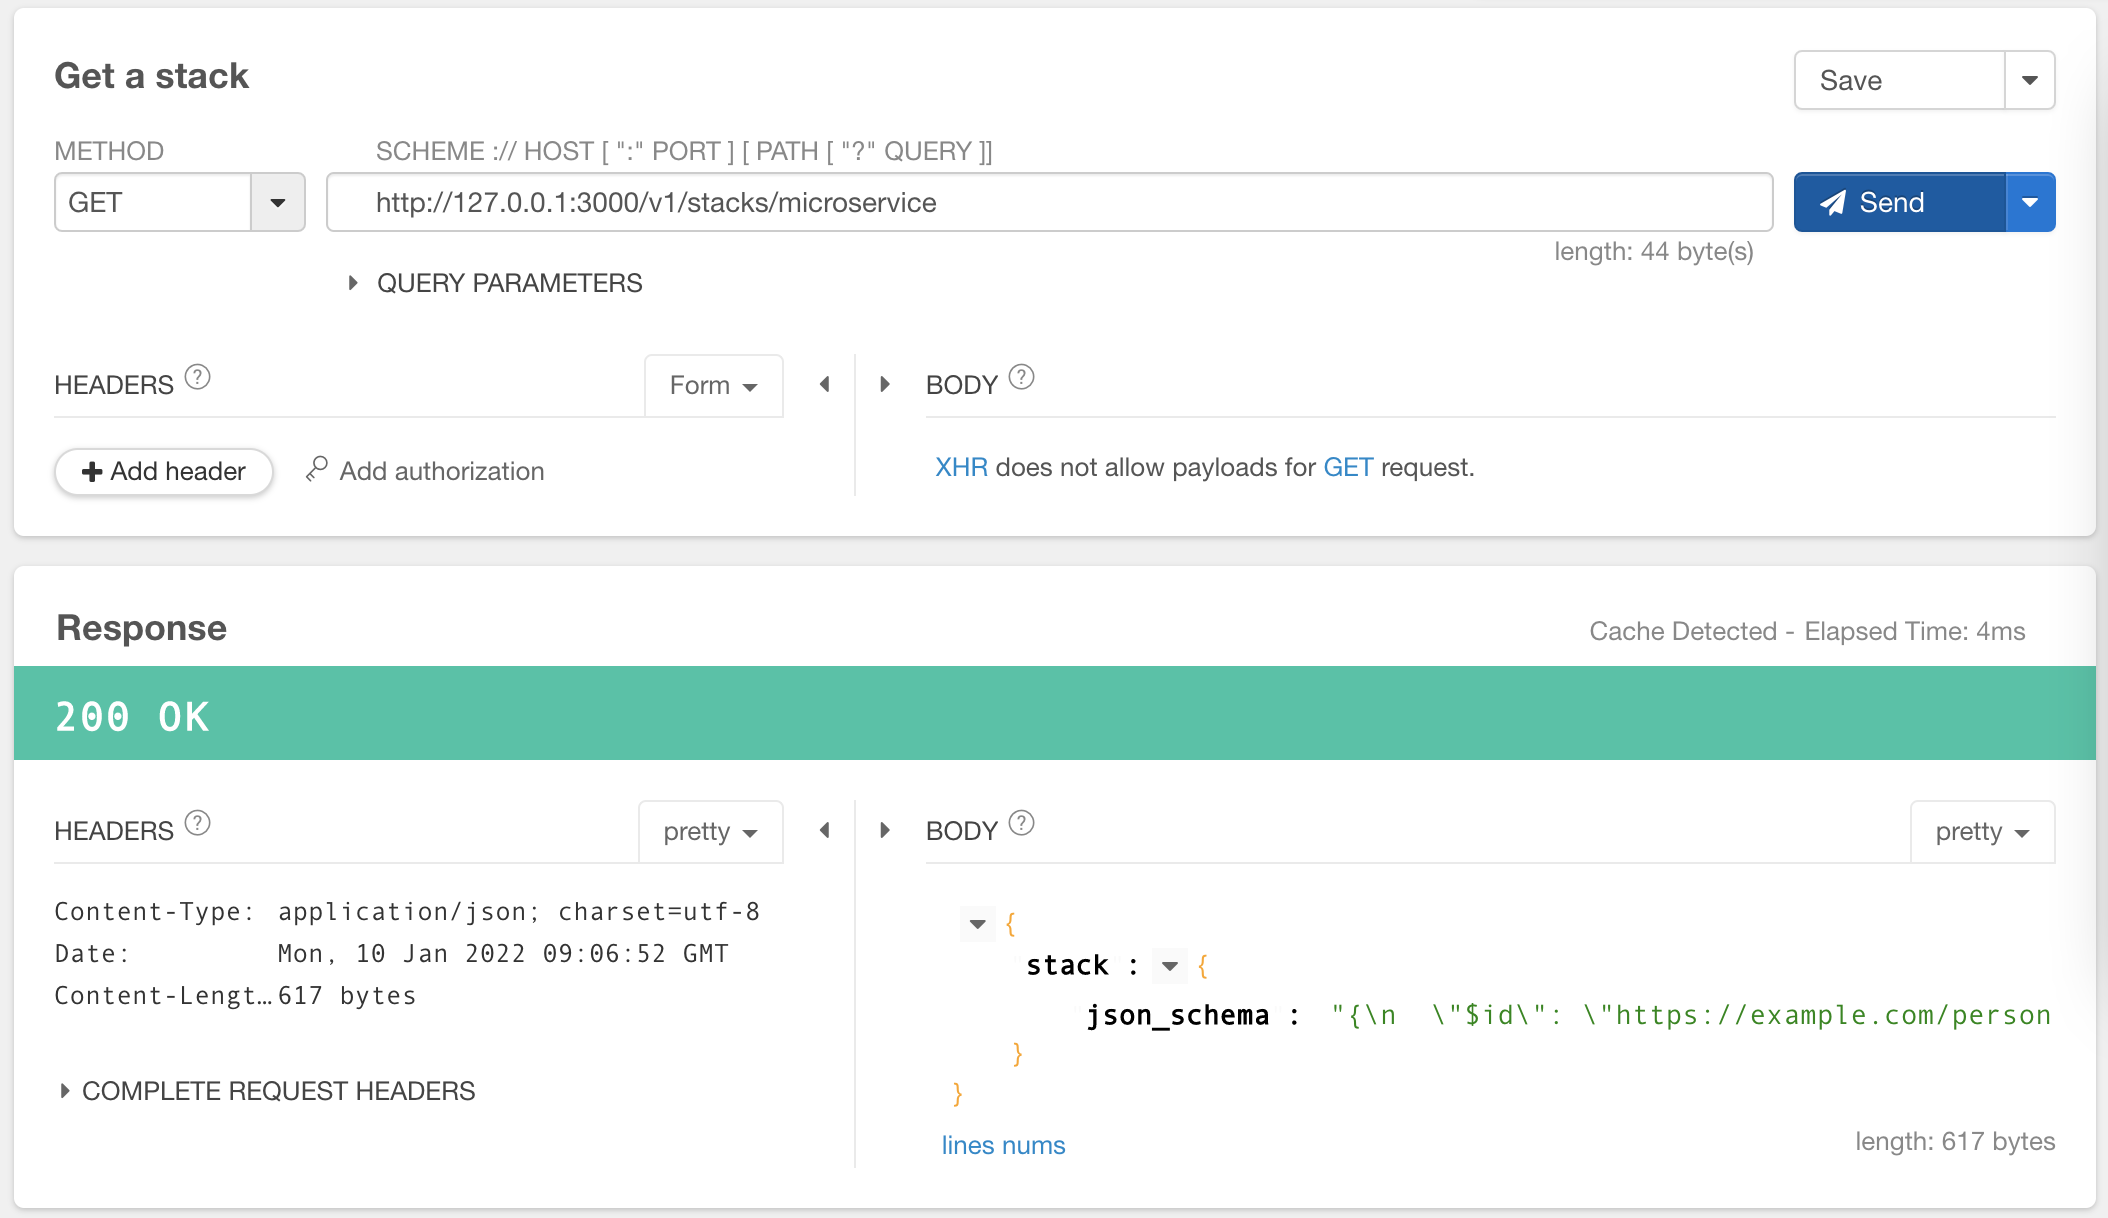 Get a stack
Save
METHOD
SCHEME :// HOST [ ":" PORT ] [ PATH [ "?" QUERY ]]
GET
http://127.0.0.1:3000/v1/stacks/microservice
Send
length: 44 byte(s)
QUERY PARAMETERS
HEADERS ?
Form
BODY ?
Add header
Add authorization
XHR does not allow payloads for GET request.
Response
Cache Detected - Elapsed Time: 4ms
200 OK
HEADERS ?
pretty
BODY ?
pretty
Content-Type: application/json; charset=utf-8
Date: Mon, 10 Jan 2022 09:06:52 GMT
Content-Lengt… 617 bytes
COMPLETE REQUEST HEADERS
{
stack : {
json_schema : "{\n  \"$id\": \"https://example.com/person
}
}
lines nums
length: 617 bytes